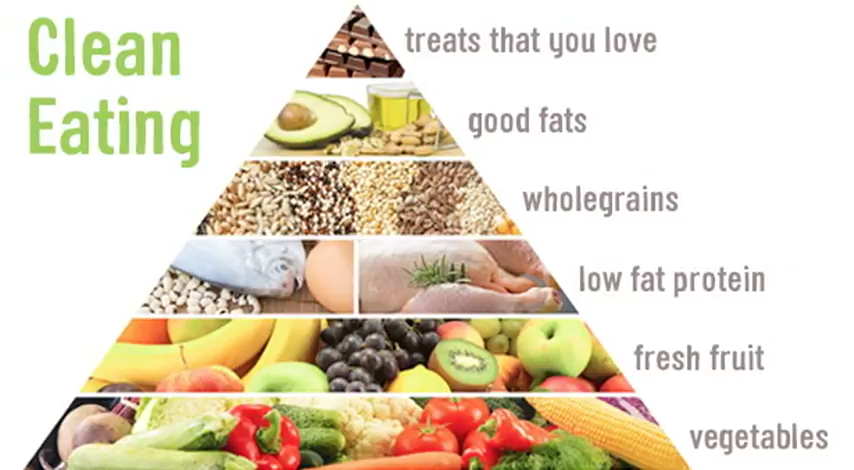 Clean
Eating
treats that you love
good fats
wholegrains
low fat protein
fresh fruit
vegetables